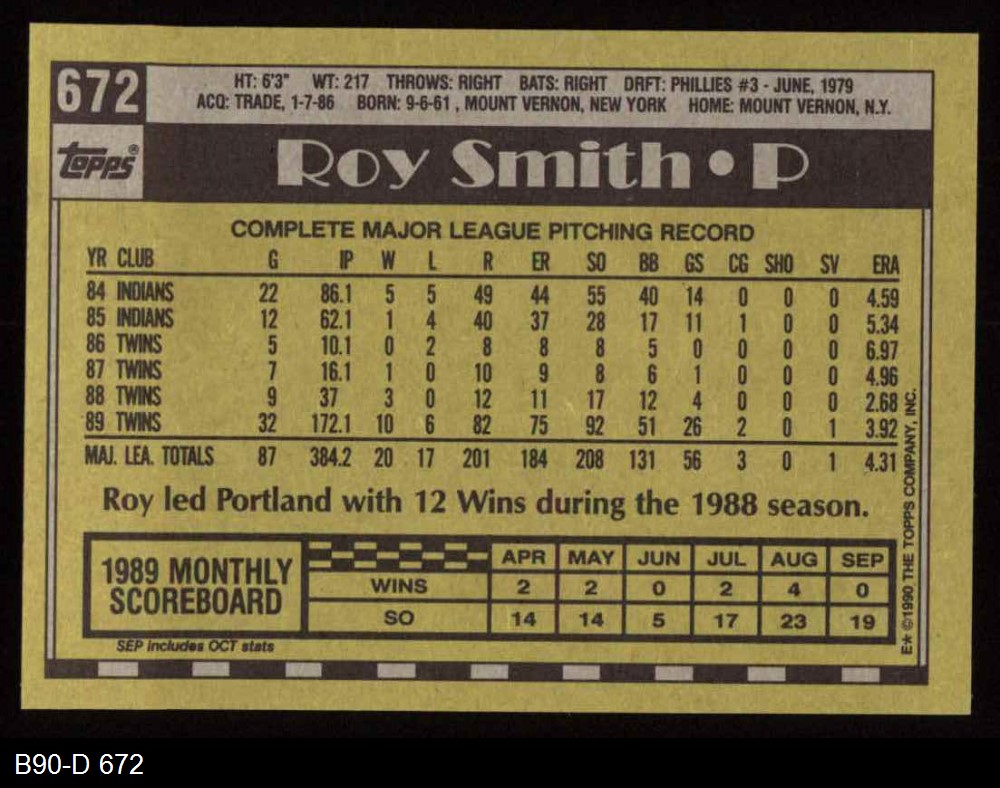 672
HT: 6'3" WT: 217 THROWS: RIGHT BATS: RIGHT DRFT: PHILLIES #3 - JUNE, 1979
ACQ: TRADE, 1-7-86 BORN: 9-6-61, MOUNT VERNON, NEW YORK HOME: MOUNT VERNON, N.Y.
Topps®
Roy Smith • P
COMPLETE MAJOR LEAGUE PITCHING RECORD
YR CLUB G IP W L R ER SO BB GS CG SHO SV ERA
84 INDIANS 22 86.1 5 5 49 44 55 40 14 0 0 0 4.59
85 INDIANS 12 62.1 1 4 40 37 28 17 11 1 0 0 5.34
86 TWINS 5 10.1 0 2 8 8 8 5 0 0 0 0 6.97
87 TWINS 7 16.1 1 0 10 9 8 6 1 0 0 0 4.96
88 TWINS 9 37 3 0 12 11 17 12 4 0 0 0 2.68
89 TWINS 32 172.1 10 6 82 75 92 51 26 2 0 1 3.92
MAJ. LEA. TOTALS 87 384.2 20 17 201 184 208 131 56 3 0 1 4.31
Roy led Portland with 12 Wins during the 1988 season.
1989 MONTHLY
SCOREBOARD
APR MAY JUN JUL AUG SEP
WINS 2 2 0 2 4 0
SO 14 14 5 17 23 19
SEP includes OCT stats
E* ©1990 THE TOPPS COMPANY, INC.
B90-D 672